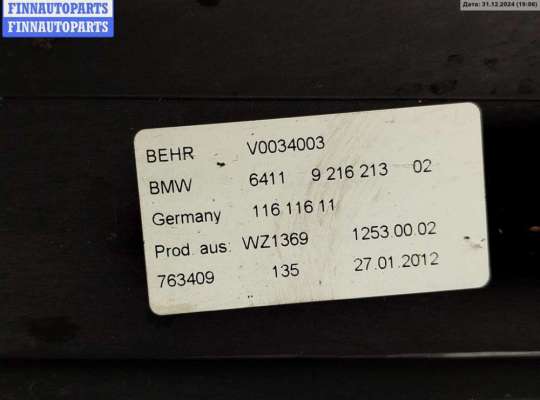 FINNAUTOPARTS
FINNAUTOPARTS
Дата: 31.12.2024 (19:06)
BEHR V0034003
BMW 6411 9 216 213 02
Germany 116 116 11
Prod. aus: WZ1369 1253.00.02
763409 135 27.01.2012